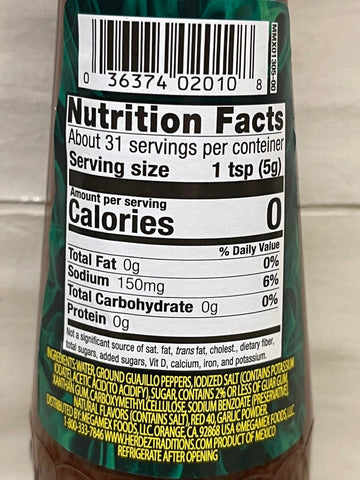 0 36374 02010 8
MMX01305-00
Nutrition Facts
About 31 servings per conteiner
Serving size 1 tsp (5g)
Amount per serving
Calories 0
% Daily Value
Total Fat 0g 0%
Sodium 150mg 6%
Total Carbohydrate 0g 0%
Protein 0g
Not a significant source of sat. fat, trans fat, cholest., dietary fiber,
total sugars, added sugars, Vit D, calcium, iron, and potassium.
INGREDIENTS: WATER, GROUND GUAJILLO PEPPERS, IODIZED SALT (CONTAINS POTASSIUM
IODATE), ACETIC ACID (TO ACIDIFY), SUGAR, CONTAINS 2% OR LESS OF GUAR GUM,
XANTHAN GUM, CARBOXYMETHYLCELLULOSE, SODIUM BENZOATE (PRESERVATIVE),
NATURAL FLAVORS (CONTAINS SALT), RED 40, GARLIC POWDER.
DISTRIBUTED BY: MEGAMEX FOODS, LLC, ORANGE, CA. 92868 USA ©MEGAMEX FOODS, LLC.
1-800-333-7846 WWW.HERDEZTRADITIONS.COM PRODUCT OF MEXICO
REFRIGERATE AFTER OPENING